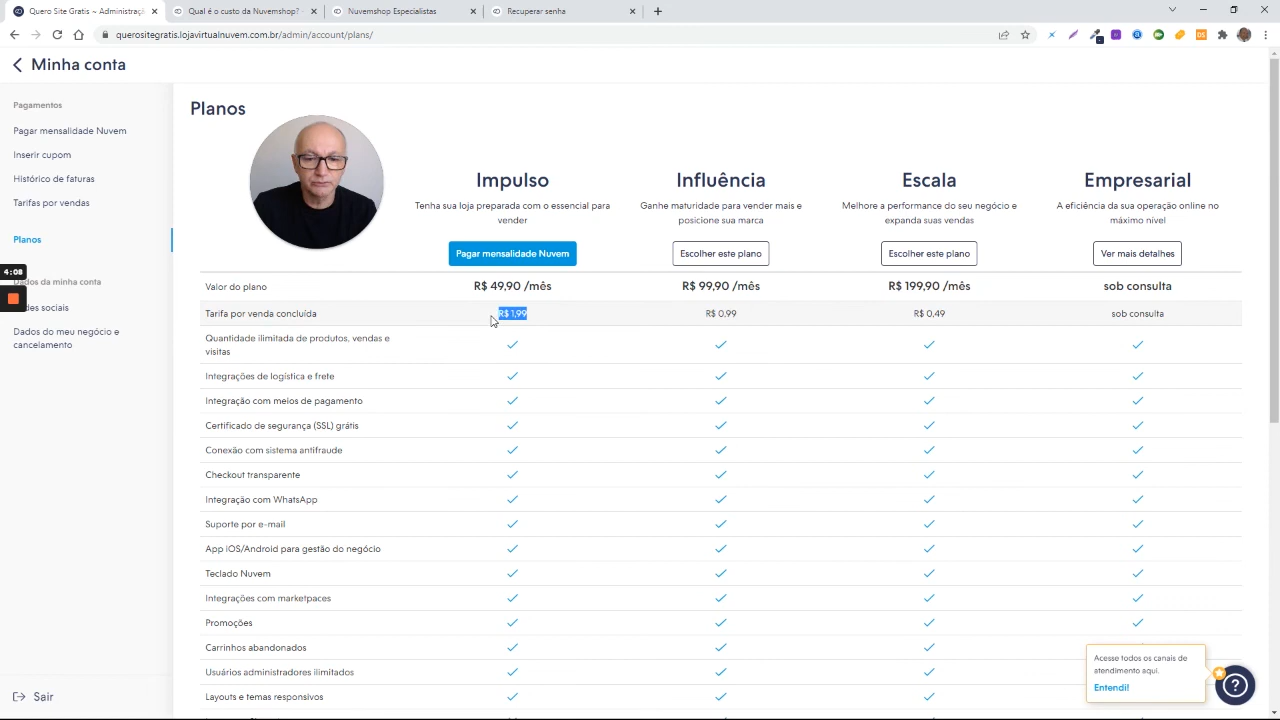 Quero Site Gratis ~ Administraçã
Qual é o custo da Nuvemshop? -
Nuvemshop Especialistas
Recuperar senha
querositegratis.lojavirtualnuvem.com.br/admin/account/plans/
Minha conta
Pagamentos
Pagar mensalidade Nuvem
Inserir cupom
Histórico de faturas
Tarifas por vendas
Planos
4:08
Dados da minha conta
des sociais
Dados do meu negócio e
cancelamento
Sair
Planos
Impulso
Influência
Escala
Empresarial
Tenha sua loja preparada com o essencial para
vender
Ganhe maturidade para vender mais e
posicione sua marca
Melhore a performance do seu negócio e
expanda suas vendas
A eficiência da sua operação online no
máximo nível
Pagar mensalidade Nuvem
Escolher este plano
Escolher este plano
Ver mais detalhes
Valor do plano R$ 49,90 /mês R$ 99,90 /mês R$ 199,90 /mês sob consulta
Tarifa por venda concluída R$ 1,99 R$ 0,99 R$ 0,49 sob consulta
Quantidade ilimitada de produtos, vendas e
visitas
Integrações de logística e frete
Integração com meios de pagamento
Certificado de segurança (SSL) grátis
Conexão com sistema antifraude
Checkout transparente
Integração com WhatsApp
Suporte por e-mail
App iOS/Android para gestão do negócio
Teclado Nuvem
Integrações com marketpaces
Promoções
Carrinhos abandonados
Usuários administradores ilimitados
Layouts e temas responsivos
Acesse todos os canais de
atendimento aqui.
Entendi!